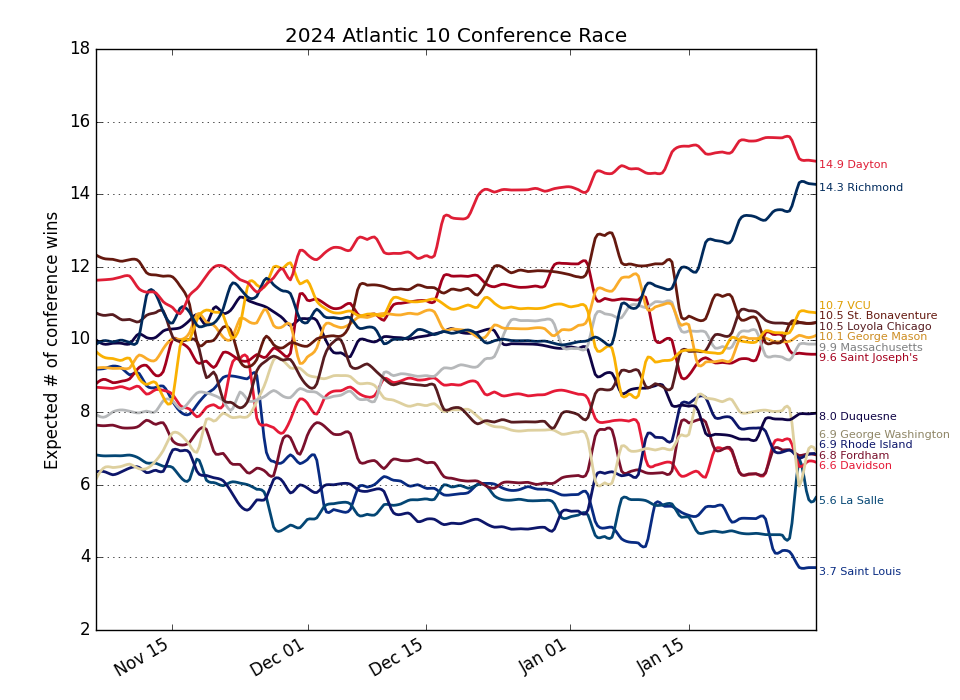 2024 Atlantic 10 Conference Race
Expected # of conference wins
18
16
14
12
10
8
6
4
2
Nov 15
Dec 01
Dec 15
Jan 01
Jan 15
14.9 Dayton
14.3 Richmond
10.7 VCU
10.5 St. Bonaventure
10.5 Loyola Chicago
10.1 George Mason
9.9 Massachusetts
9.6 Saint Joseph's
8.0 Duquesne
6.9 George Washington
6.9 Rhode Island
6.8 Fordham
6.6 Davidson
5.6 La Salle
3.7 Saint Louis